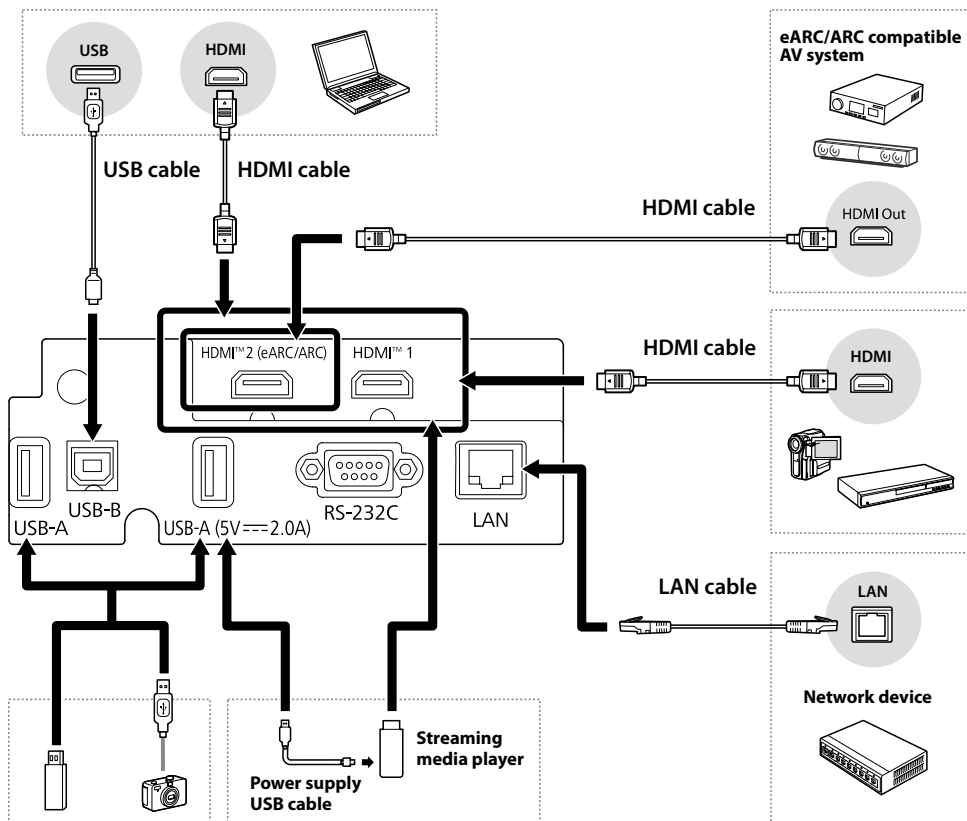 USB
HDMI
USB cable
HDMI cable
eARC/ARC compatible
AV system
HDMI cable
HDMI Out
HDMI™ 2 (eARC/ARC)
HDMI™ 1
HDMI cable
HDMI
USB-A
USB-B
USB-A (5V⎓2.0A)
RS-232C
LAN
LAN cable
LAN
Network device
Power supply
USB cable
Streaming
media player